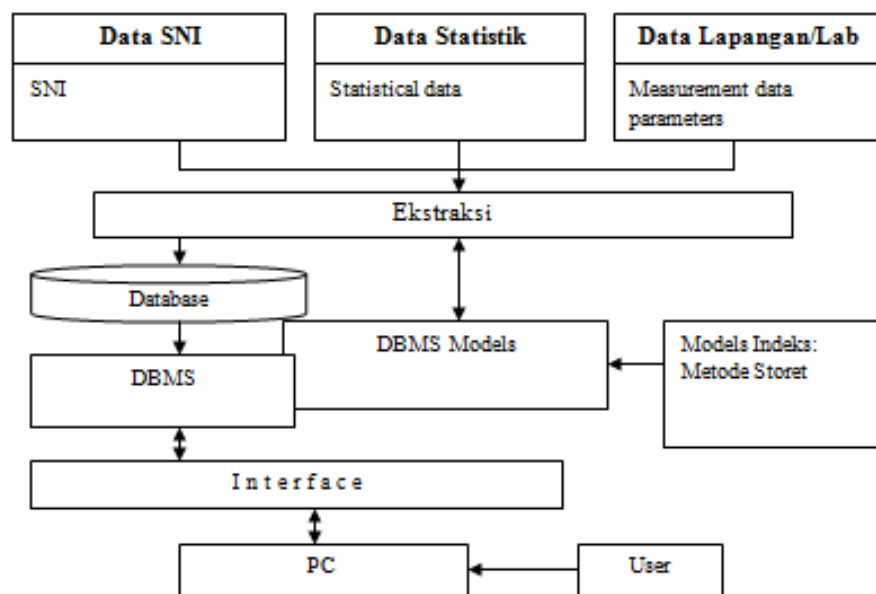 Data SNI
SNI
Data Statistik
Statistical data
Data Lapangan/Lab
Measurement data
parameters
Ekstraksi
Database
DBMS Models
Models Indeks:
Metode Storet
DBMS
I n t e r f a c e
PC
User